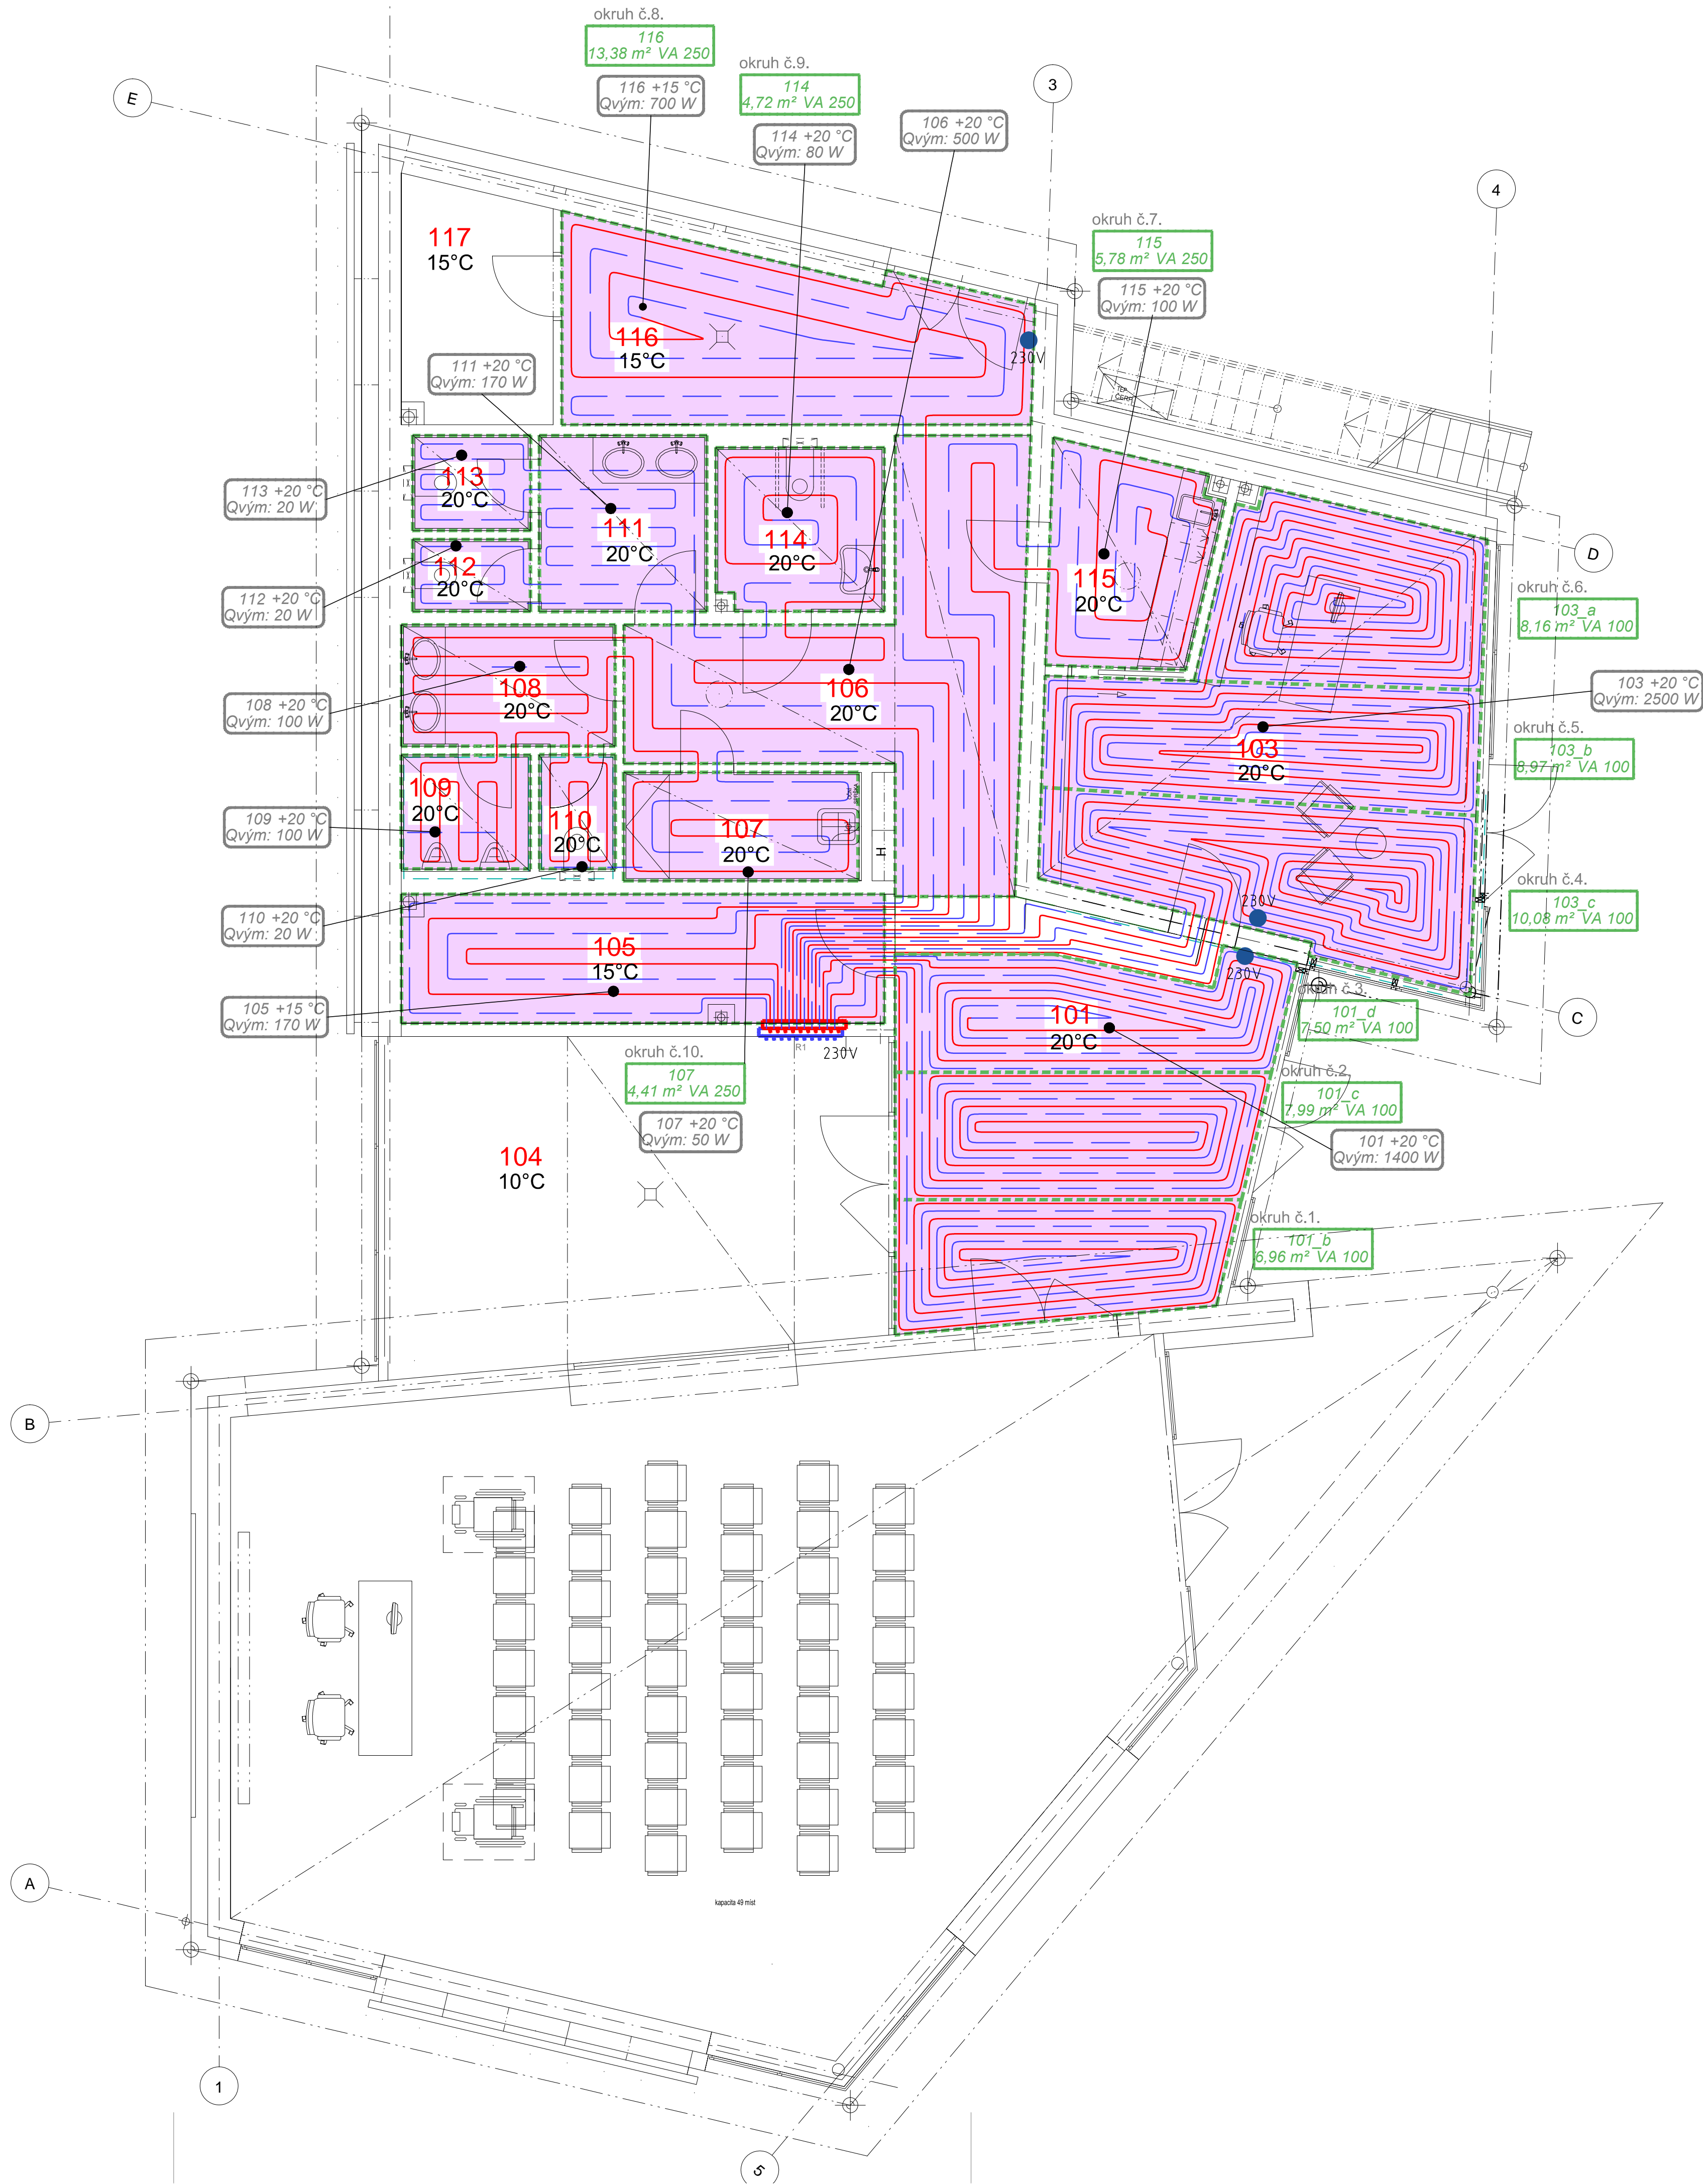 okruh č.8.
116
13,38 m² VA 250
116 +15 °C
Qvým: 700 W
okruh č.9.
114
4,72 m² VA 250
114 +20 °C
Qvým: 80 W
106 +20 °C
Qvým: 500 W
3
E
4
okruh č.7.
115
5,78 m² VA 250
115 +20 °C
Qvým: 100 W
117
15°C
116
15°C
230V
TEP.
ČERP.
111 +20 °C
Qvým: 170 W
113 +20 °C
Qvým: 20 W
113
20°C
111
20°C
114
20°C
112
20°C
115
20°C
D
112 +20 °C
Qvým: 20 W
okruh č.6.
103_a
8,16 m² VA 100
108 +20 °C
Qvým: 100 W
108
20°C
106
20°C
103 +20 °C
Qvým: 2500 W
103
20°C
okruh č.5.
103_b
8,97 m² VA 100
109
20°C
110
20°C
107
20°C
H
109 +20 °C
Qvým: 100 W
okruh č.4.
103_c
10,08 m² VA 100
110 +20 °C
Qvým: 20 W
230V
105
15°C
230V
105 +15 °C
Qvým: 170 W
101
20°C
okruh č.3.
101_d
7,50 m² VA 100
C
R1
230V
okruh č.10.
107
4,41 m² VA 250
107 +20 °C
Qvým: 50 W
okruh č.2.
101_c
7,99 m² VA 100
101 +20 °C
Qvým: 1400 W
104
10°C
okruh č.1.
101_b
6,96 m² VA 100
B
A
kapacita 49 míst
1
5